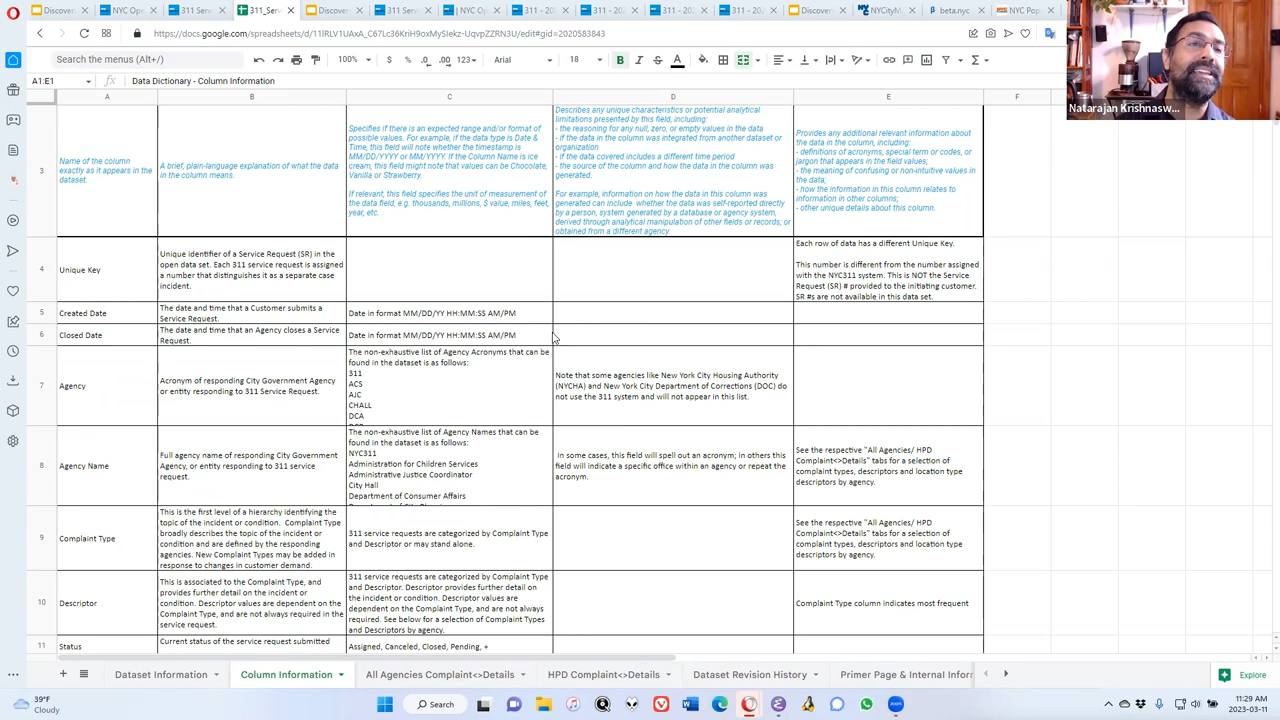 Discover
NYC Op
311 Serv
311_Serv
Discover
311 Serv
| NYC O
311 - 20
311 - 20
311 - 202
311 - 202
Discover
NYCityM
beta.nyc
NYC Pop
https://docs.google.com/spreadsheets/d/11lRLV1UAxA_C67Lc36KriH9oxMySIekz-UqvpZZRN3U/edit#gid=2020583843
Search the menus (Alt+/)
100%
$
%
.0
.00
123
Arial
18
B
I
S
A
A1:E1
Data Dictionary - Column Information
Natarajan Krishnasw...
A
B
C
D
E
F
3
Name of the column
exactly as it appears in the
dataset.
A brief, plain-language explanation of what the data
in the column means.
Specifies if there is an expected range and/or format of
possible values. For example, if the data type is Date &
Time, this field will note whether the timestamp is
MM/DD/YYYY or MM/YYYY. If the Column Name is ice
cream, this field might note that values can be Chocolate,
Vanilla or Strawberry.
If relevant, this field specifies the unit of measurement of
the data field, e.g. thousands, millions, $ value, miles, feet,
year, etc.
Describes any unique characteristics or potential analytical
limitations presented by this field, including:
- the reasoning for any null, zero, or empty values in the data
- if the data in the column was integrated from another dataset or
organization
- if the data covered includes a different time period
- the source of the column and how the data in the column was
generated.
For example, information on how the data in this column was
generated can include whether the data was self-reported directly
by a person, system generated by a database or agency system,
derived through analytical manipulation of other fields or records; or
obtained from a different agency.
Provides any additional relevant information about
the data in the column, including:
- definitions of acronyms, special term or codes, or
jargon that appears in the field values;
- the meaning of confusing or non-intuitive values in
the data;
- how the information in this column relates to
information in other columns;
- other unique details about this column.
4
Unique Key
Unique identifier of a Service Request (SR) in the
open data set. Each 311 service request is assigned
a number that distinguishes it as a separate case
incident.
Each row of data has a different Unique Key.
This number is different from the number assigned
with the NYC311 system. This is NOT the Service
Request (SR) # provided to the initiating customer.
SR #s are not available in this data set.
5
Created Date
The date and time that a Customer submits a
Service Request.
Date in format MM/DD/YY HH:MM:SS AM/PM
6
Closed Date
The date and time that an Agency closes a Service
Request.
Date in format MM/DD/YY HH:MM:SS AM/PM
7
Agency
Acronym of responding City Government Agency
or entity responding to 311 Service Request.
The non-exhaustive list of Agency Acronyms that can be
found in the dataset is as follows:
311
ACS
AJC
CHALL
DCA
Note that some agencies like New York City Housing Authority
(NYCHA) and New York City Department of Corrections (DOC) do
not use the 311 system and will not appear in this list.
8
Agency Name
Full agency name of responding City Government
Agency, or entity responding to 311 service
request.
The non-exhaustive list of Agency Names that can be
found in the dataset is as follows:
NYC311
Administration for Children Services
Administrative Justice Coordinator
City Hall
Department of Consumer Affairs
In some cases, this field will spell out an acronym; in others this
field will indicate a specific office within an agency or repeat the
acronym.
See the respective "All Agencies/ HPD
Complaint<>Details" tabs for a selection of
complaint types, descriptors and location type
descriptors by agency.
9
Complaint Type
This is the first level of a hierarchy identifying the
topic of the incident or condition. Complaint Type
broadly describes the topic of the incident or
condition and are defined by the responding
agencies. New Complaint Types may be added in
response to changes in customer demand.
311 service requests are categorized by Complaint Type
and Descriptor or may stand alone.
See the respective "All Agencies/ HPD
Complaint<>Details" tabs for a selection of
complaint types, descriptors and location type
descriptors by agency.
10
Descriptor
This is associated to the Complaint Type, and
provides further detail on the incident or
condition. Descriptor values are dependent on the
Complaint Type, and are not always required in the
service request.
311 service requests are categorized by Complaint Type
and Descriptor. Descriptor provides further detail on
the incident or condition. Descriptor values are
dependent on the Complaint Type, and are not always
required. See below for a selection of Complaint Types
and Descriptors by agency.
Complaint Type column indicates most frequent
11
Status
Current status of the service request submitted
Assigned, Canceled, Closed, Pending, +
Dataset Information
Column Information
All Agencies Complaint<>Details
HPD Complaint<>Details
Dataset Revision History
Primer Page & Internal Infor
Explore
39°F
Cloudy
Search
11:29 AM
2023-03-11